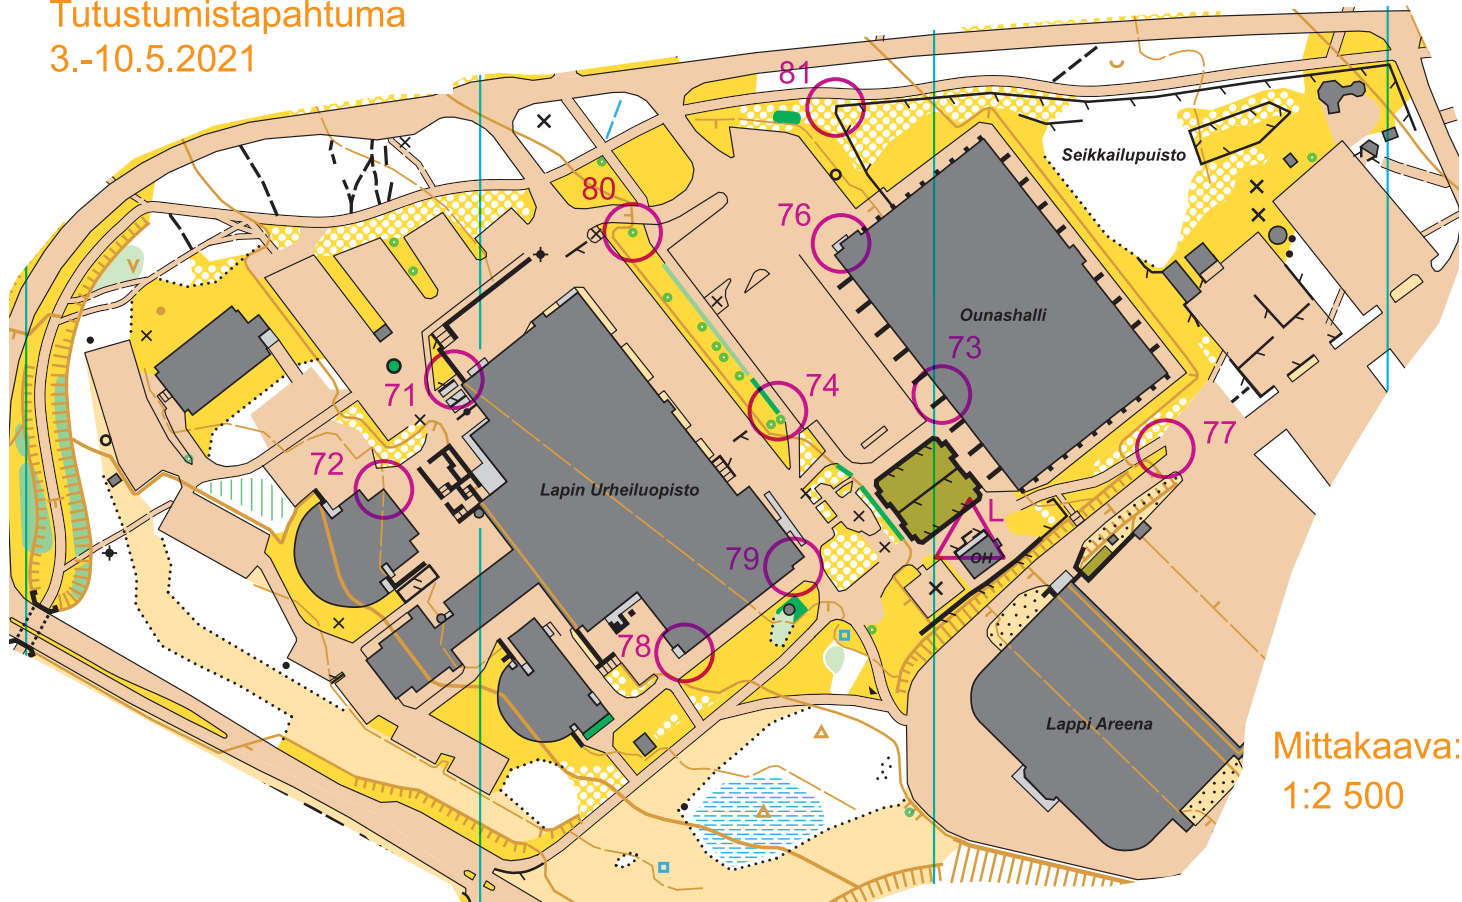 Tutustumistapahtuma
3.-10.5.2021
81
Seikkailupuisto
80
76
Ounashalli
73
71
74
77
72
Lapin Urheiluopisto
L
79
OH
78
Lappi Areena
Mittakaava:
1:2 500